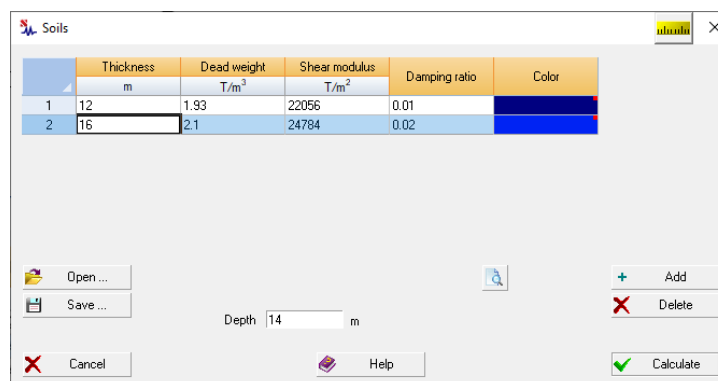 Soils
Thickness Dead weight Shear modulus Damping ratio Color
m T/m³ T/m²
1 12 1.93 22056 0.01
2 16 2.1 24784 0.02
Open ... + Add
Save ... Delete
Depth 14 m
Cancel Help Calculate